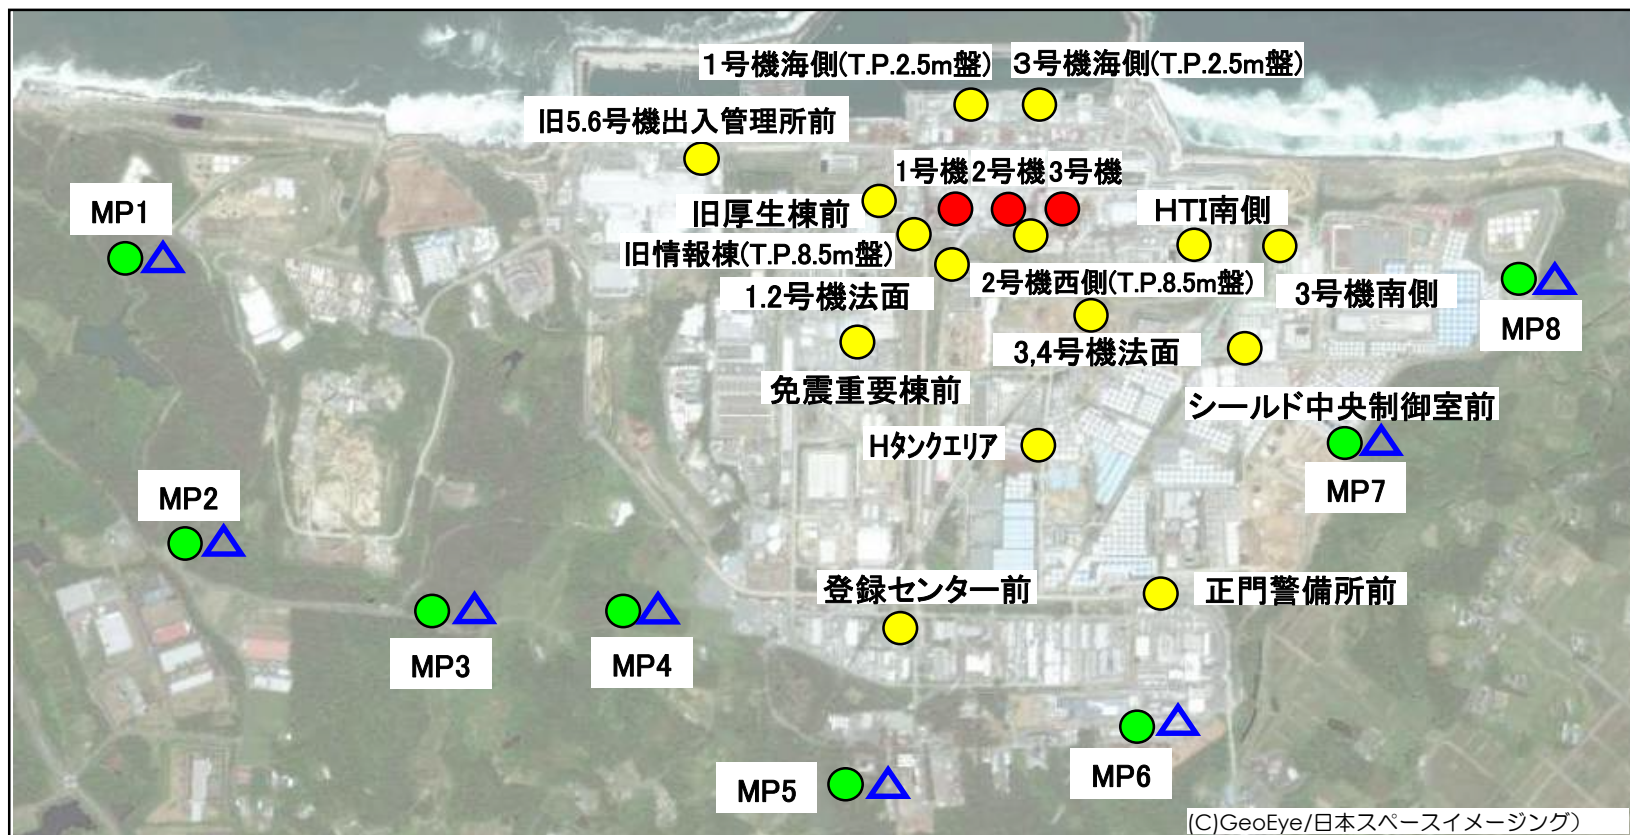 1号機海側(T.P.2.5m盤)
3号機海側(T.P.2.5m盤)
旧5.6号機出入管理所前
1号機
2号機
3号機
MP1
旧厚生棟前
HTI南側
旧情報棟(T.P.8.5m盤)
2号機西側(T.P.8.5m盤)
1.2号機法面
3号機南側
MP8
3,4号機法面
免震重要棟前
シールド中央制御室前
Hタンクエリア
MP7
MP2
登録センター前
正門警備所前
MP3
MP4
MP6
MP5
(C)GeoEye/日本スペースイメージング）